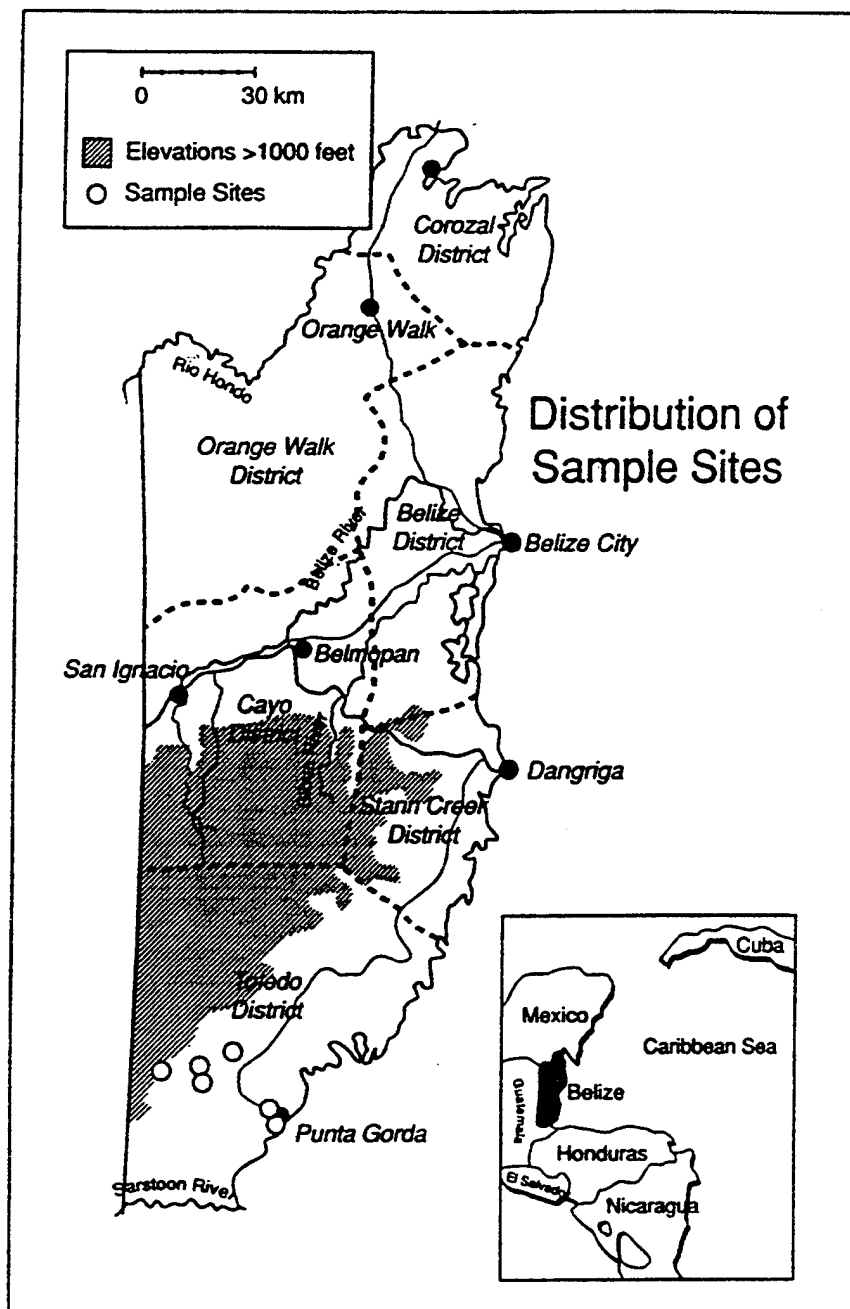 0 30 km
Elevations >1000 feet
Sample Sites
Corozal
District
Orange Walk
Rio Hondo
Distribution of
Sample Sites
Orange Walk
District
Belize River
Belize
District
Belize City
San Ignacio
Belmopan
Cayo
District
Dangriga
Stann Creek
District
Toledo
District
Punta Gorda
Sarstoon River
Cuba
Mexico
Caribbean Sea
Guatemala
Belize
Honduras
El Salvador
Nicaragua